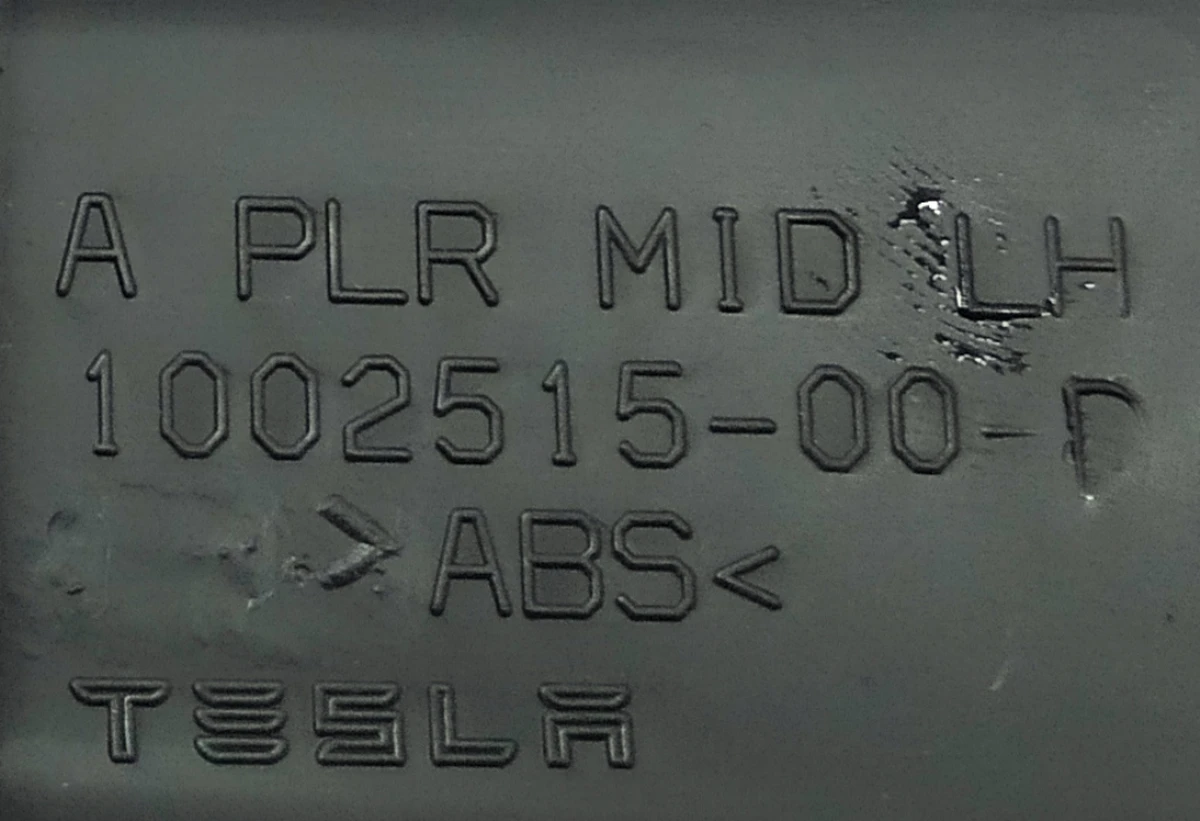 A PLR MID LH
1002515-00-D
>ABS<
TESLA